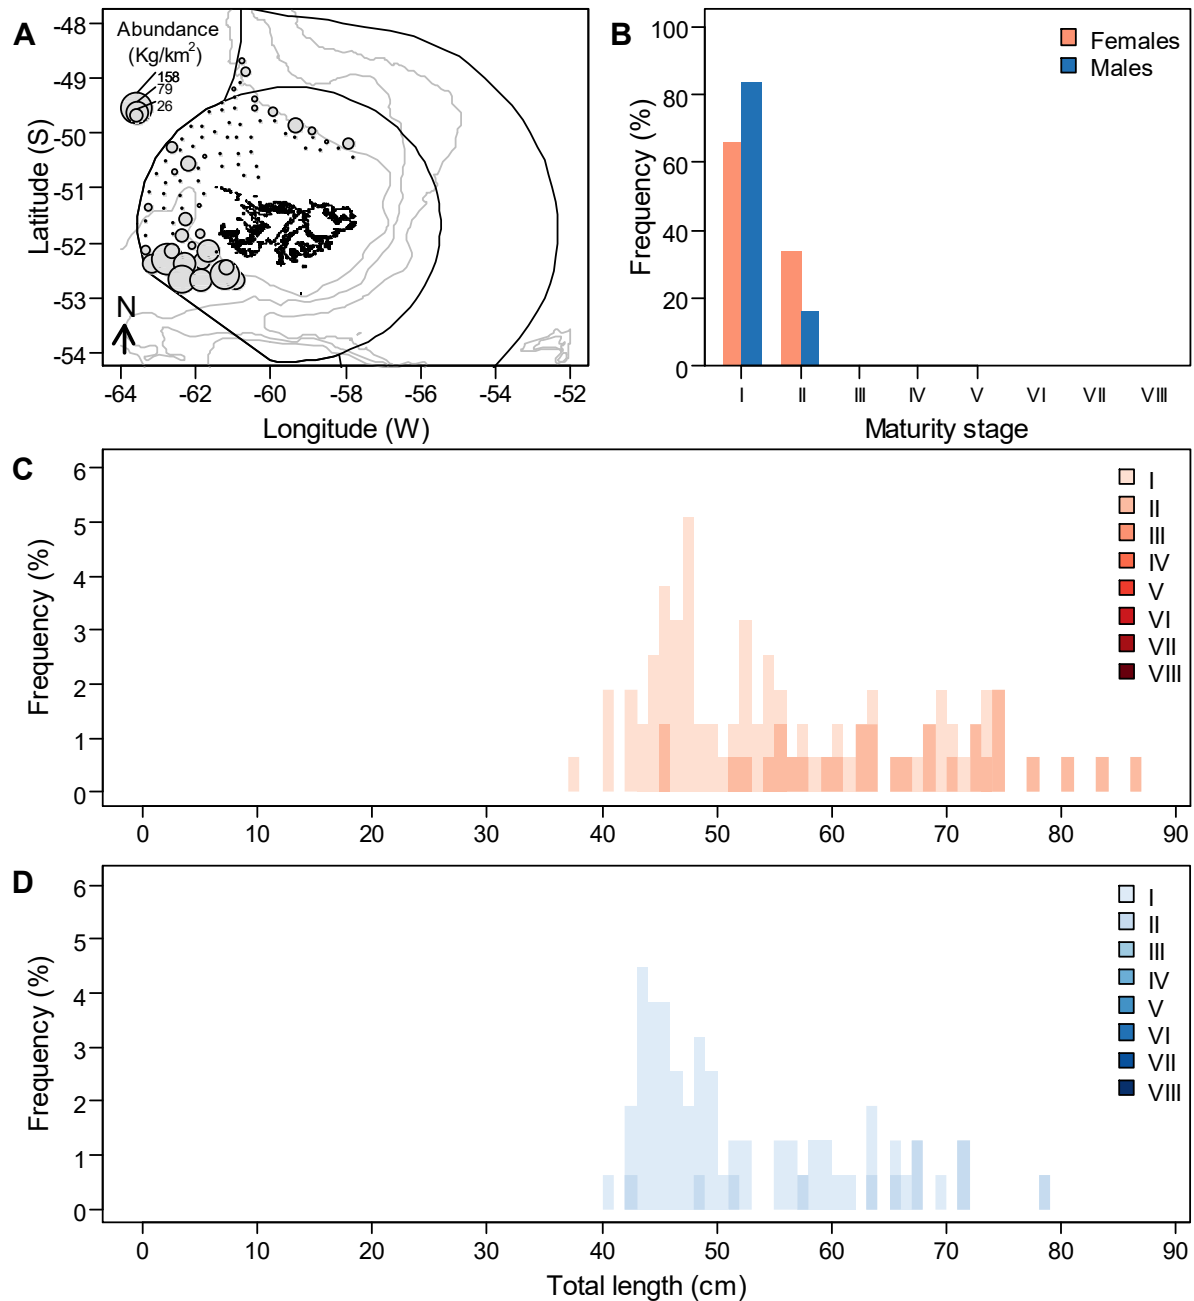 A
Abundance
(Kg/km²)
158
79
26
-48
-49
-50
-51
-52
-53
-54
Latitude (S)
N
-64 -62 -60 -58 -56 -54 -52
Longitude (W)
B
Females
Males
100
80
60
40
20
0
Frequency (%)
I II III IV V VI VII VIII
Maturity stage
C
6
5
4
3
2
1
0
Frequency (%)
I
II
III
IV
V
VI
VII
VIII
0 10 20 30 40 50 60 70 80 90
D
6
5
4
3
2
1
0
Frequency (%)
I
II
III
IV
V
VI
VII
VIII
0 10 20 30 40 50 60 70 80 90
Total length (cm)